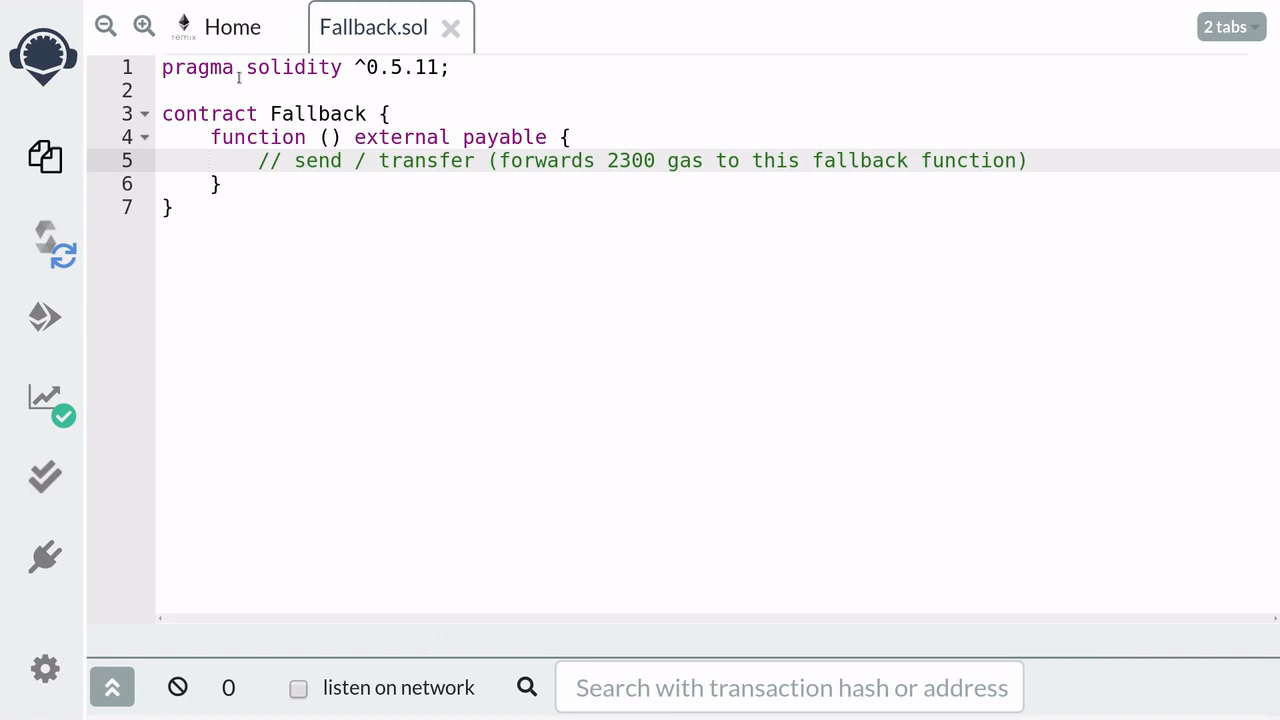 remix
Home
Fallback.sol
2 tabs
1 pragma solidity ^0.5.11;
2
3 contract Fallback {
4 function () external payable {
5 // send / transfer (forwards 2300 gas to this fallback function)
6 }
7 }
0
listen on network
Search with transaction hash or address